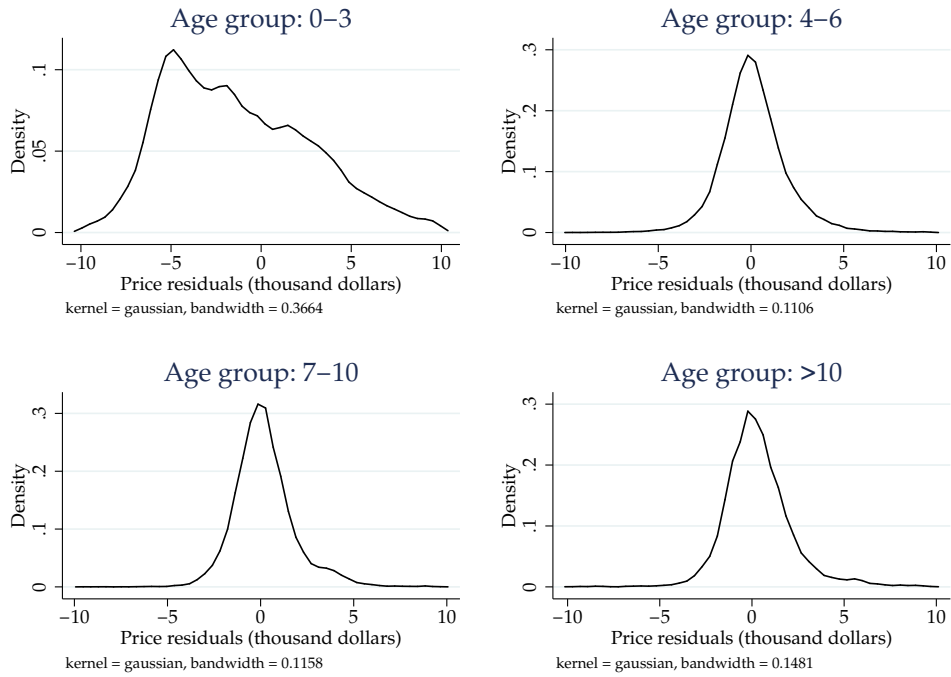 Age group: 0–3
Density
.1
.05
0
−10 −5 0 5 10
Price residuals (thousand dollars)
kernel = gaussian, bandwidth = 0.3664
Age group: 4–6
Density
.3
.2
.1
0
−10 −5 0 5 10
Price residuals (thousand dollars)
kernel = gaussian, bandwidth = 0.1106
Age group: 7–10
Density
.3
.2
.1
0
−10 −5 0 5 10
Price residuals (thousand dollars)
kernel = gaussian, bandwidth = 0.1158
Age group: >10
Density
.3
.2
.1
0
−10 −5 0 5 10
Price residuals (thousand dollars)
kernel = gaussian, bandwidth = 0.1481